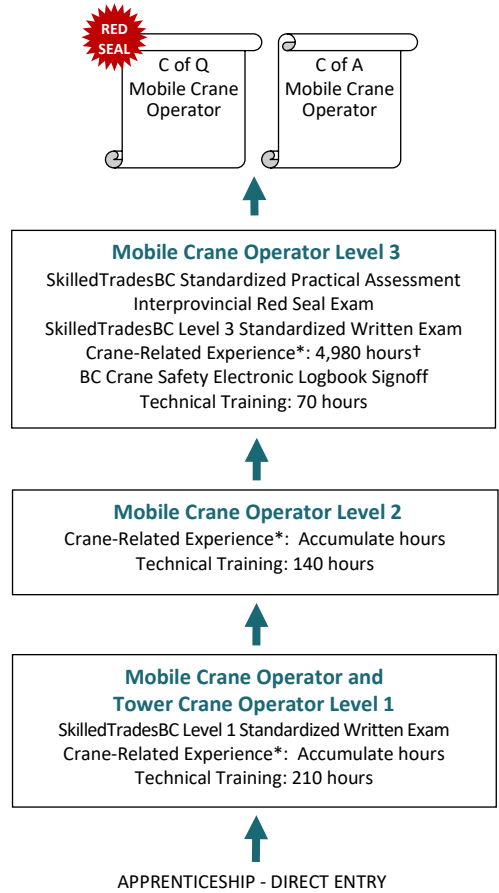 RED
SEAL
C of Q
Mobile Crane
Operator
C of A
Mobile Crane
Operator
Mobile Crane Operator Level 3
SkilledTradesBC Standardized Practical Assessment
Interprovincial Red Seal Exam
SkilledTradesBC Level 3 Standardized Written Exam
Crane-Related Experience*: 4,980 hours†
BC Crane Safety Electronic Logbook Signoff
Technical Training: 70 hours
Mobile Crane Operator Level 2
Crane-Related Experience*: Accumulate hours
Technical Training: 140 hours
Mobile Crane Operator and
Tower Crane Operator Level 1
SkilledTradesBC Level 1 Standardized Written Exam
Crane-Related Experience*: Accumulate hours
Technical Training: 210 hours
APPRENTICESHIP - DIRECT ENTRY